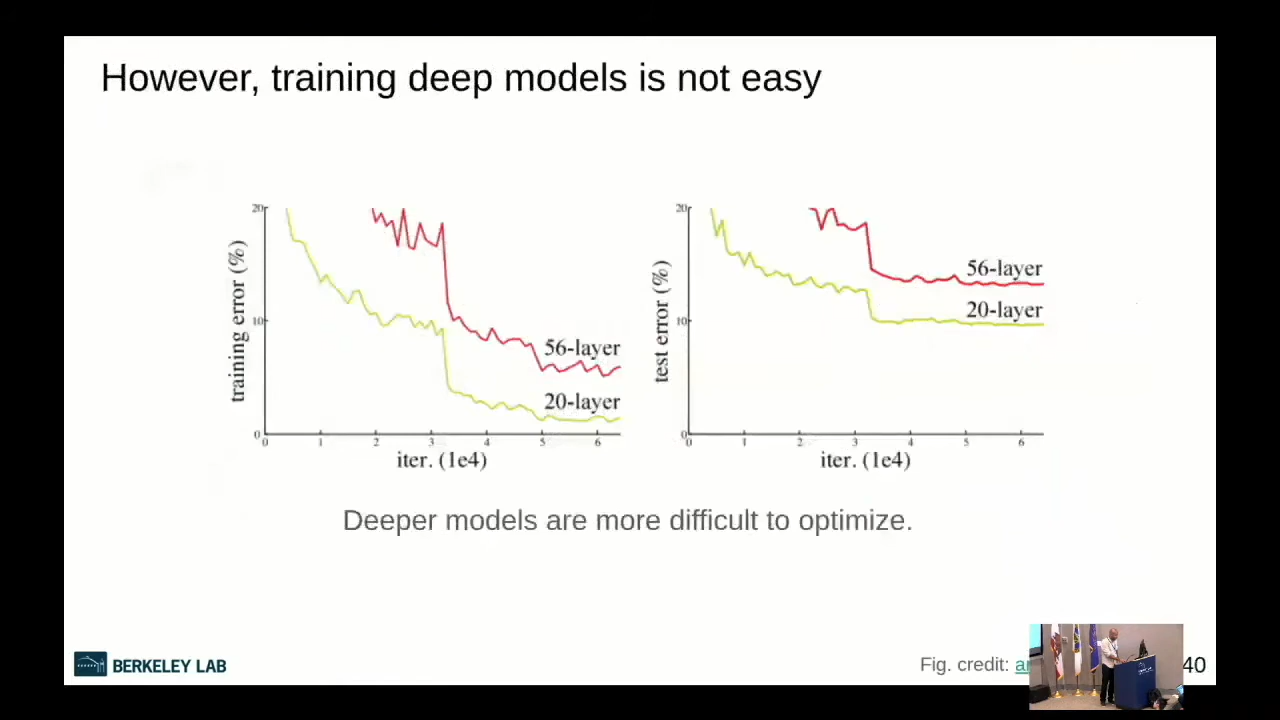 However, training deep models is not easy
20
10
0
training error (%)
56-layer
20-layer
0 1 2 3 4 5 6
iter. (1e4)
20
10
0
test error (%)
56-layer
20-layer
0 1 2 3 4 5 6
iter. (1e4)
Deeper models are more difficult to optimize.
BERKELEY LAB
Fig. credit:
40